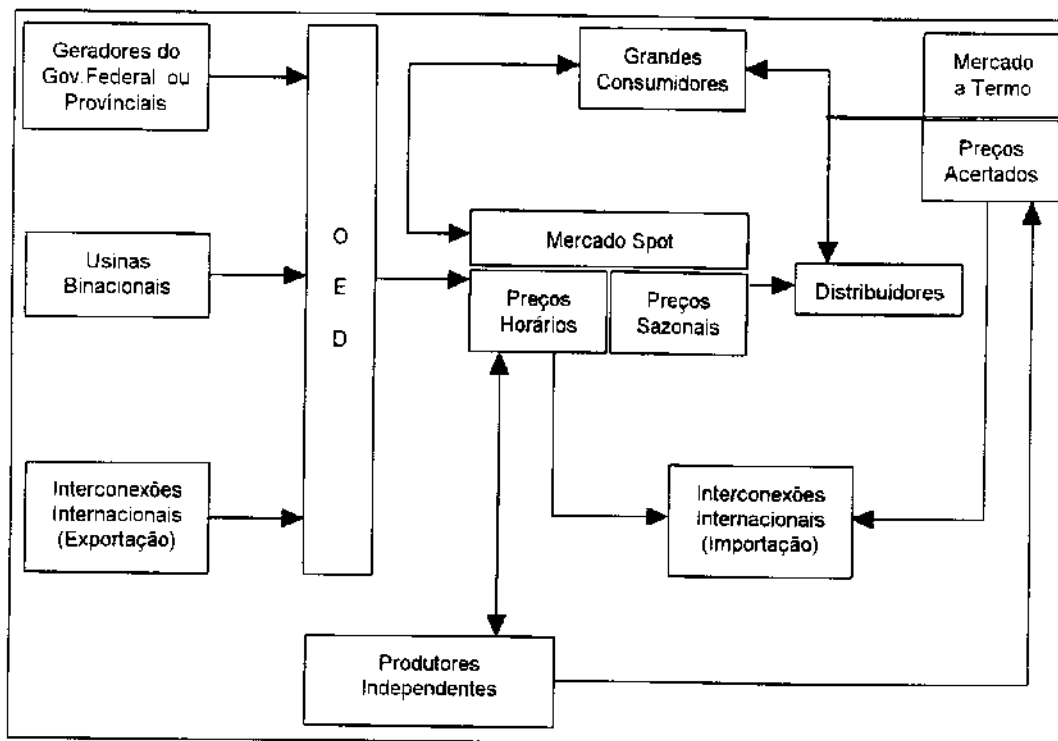 Geradores do
Gov.Federal ou
Provínciais
O
E
D
Grandes
Consumidores
Mercado
a Termo
Preços
Acertados
Usinas
Binacionais
Mercado Spot
Preços
Horários
Preços
Sazonais
Distribuidores
Interconexões
Internacionais
(Exportação)
Interconexões
Internacionais
(Importação)
Produtores
Independentes